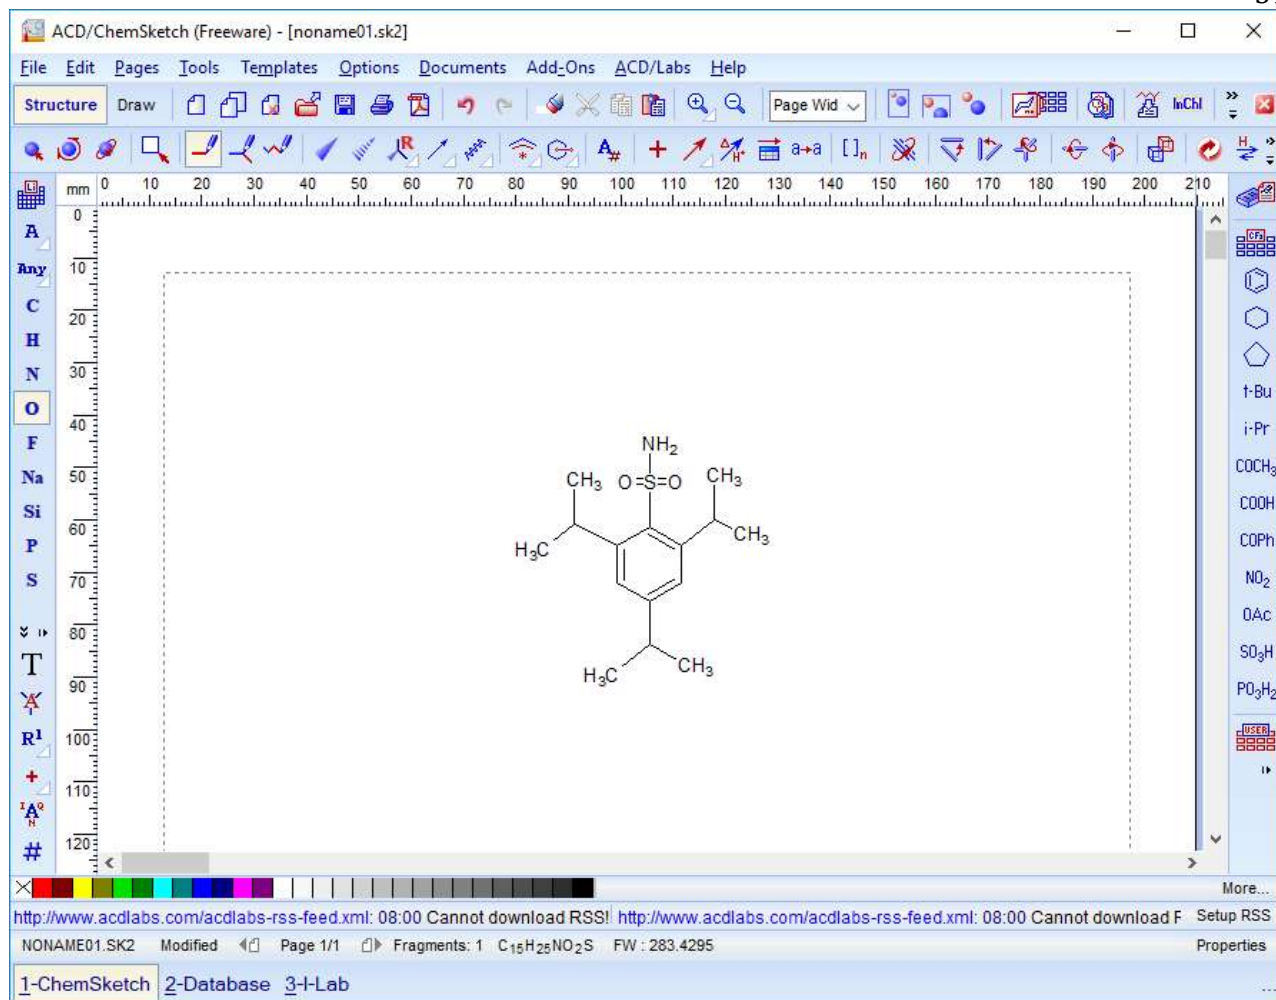 ACD/ChemSketch (Freeware) - [noname01.sk2]
File Edit Pages Tools Templates Options Documents Add-Ons ACD/Labs Help
Structure Draw Page Wid InChI
A# a→a []n
mm 0 10 20 30 40 50 60 70 80 90 100 110 120 130 140 150 160 170 180 190 200 210
0
10
20
30
40
50
60
70
80
90
100
110
120
A
Any
C
H
N
O
F
Na
Si
P
S
T
A
R1
+
#
NH2
CH3 O=S=O CH3
H3C CH3
H3C CH3
t-Bu
i-Pr
COCH3
COOH
COPh
NO2
OAc
SO3H
PO3H2
USER
More...
http://www.acdlabs.com/acdlabs-rss-feed.xml: 08:00 Cannot download RSS! http://www.acdlabs.com/acdlabs-rss-feed.xml: 08:00 Cannot download F Setup RSS
NONAME01.SK2 Modified Page 1/1 Fragments: 1 C15H25NO2S FW : 283.4295 Properties
1-ChemSketch 2-Database 3-I-Lab ...